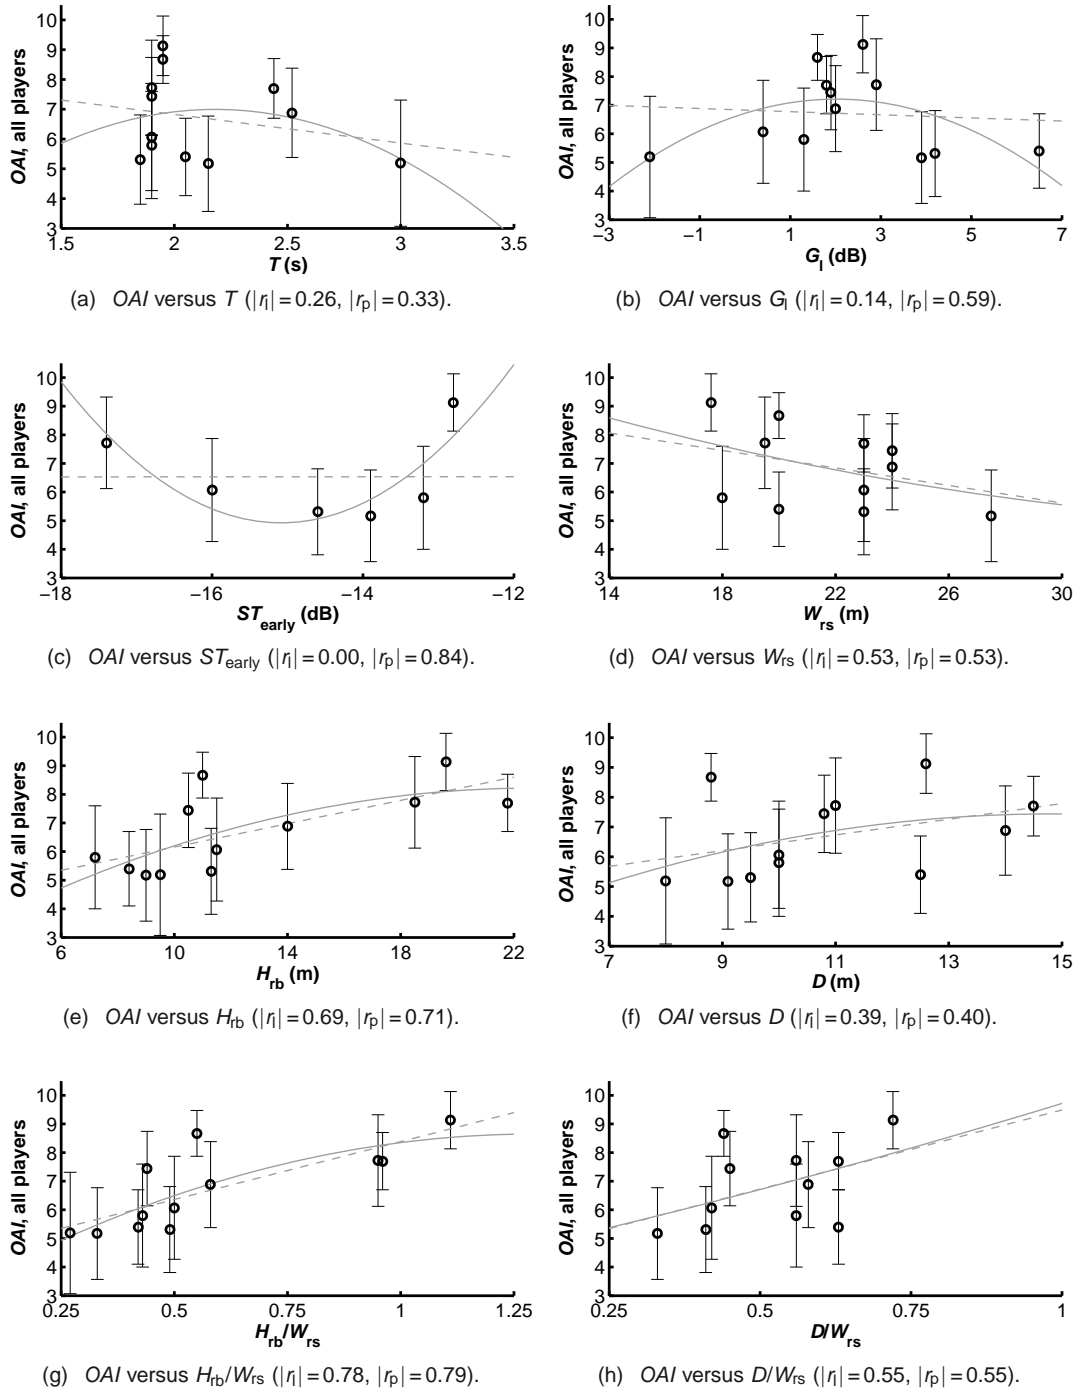 10
9
8
7
6
5
4
3
OAI, all players
1.5 2 2.5 3 3.5
T (s)
(a) OAI versus T (|rl| = 0.26, |rp| = 0.33).
10
9
8
7
6
5
4
3
OAI, all players
−3 −1 1 3 5 7
Gl (dB)
(b) OAI versus Gl (|rl| = 0.14, |rp| = 0.59).
10
9
8
7
6
5
4
3
OAI, all players
−18 −16 −14 −12
STearly (dB)
(c) OAI versus STearly (|rl| = 0.00, |rp| = 0.84).
10
9
8
7
6
5
4
3
OAI, all players
14 18 22 26 30
Wrs (m)
(d) OAI versus Wrs (|rl| = 0.53, |rp| = 0.53).
10
9
8
7
6
5
4
3
OAI, all players
6 10 14 18 22
Hrb (m)
(e) OAI versus Hrb (|rl| = 0.69, |rp| = 0.71).
10
9
8
7
6
5
4
3
OAI, all players
7 9 11 13 15
D (m)
(f) OAI versus D (|rl| = 0.39, |rp| = 0.40).
10
9
8
7
6
5
4
3
OAI, all players
0.25 0.5 0.75 1 1.25
Hrb/Wrs
(g) OAI versus Hrb/Wrs (|rl| = 0.78, |rp| = 0.79).
10
9
8
7
6
5
4
3
OAI, all players
0.25 0.5 0.75 1
D/Wrs
(h) OAI versus D/Wrs (|rl| = 0.55, |rp| = 0.55).